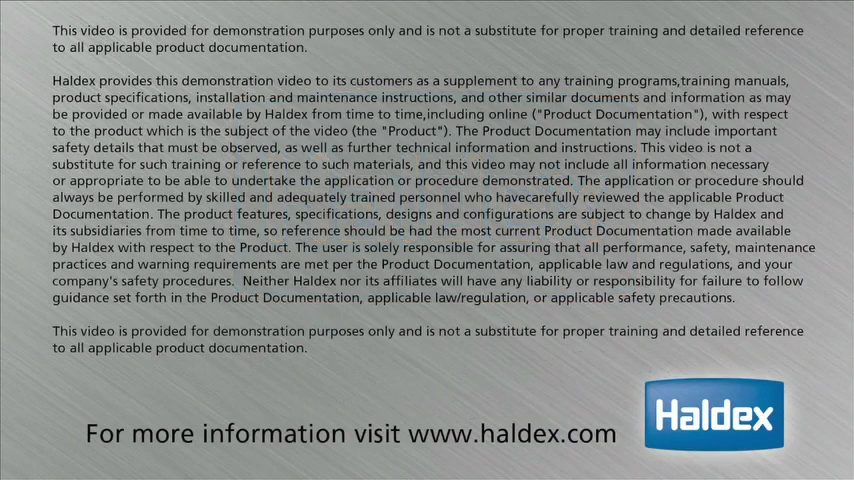 This video is provided for demonstration purposes only and is not a substitute for proper training and detailed reference
to all applicable product documentation.
Haldex provides this demonstration video to its customers as a supplement to any training programs,training manuals,
product specifications, installation and maintenance instructions, and other similar documents and information as may
be provided or made available by Haldex from time to time,including online ("Product Documentation"), with respect
to the product which is the subject of the video (the "Product"). The Product Documentation may include important
safety details that must be observed, as well as further technical information and instructions. This video is not a
substitute for such training or reference to such materials, and this video may not include all information necessary
or appropriate to be able to undertake the application or procedure demonstrated. The application or procedure should
always be performed by skilled and adequately trained personnel who havecarefully reviewed the applicable Product
Documentation. The product features, specifications, designs and configurations are subject to change by Haldex and
its subsidiaries from time to time, so reference should be had the most current Product Documentation made available
by Haldex with respect to the Product. The user is solely responsible for assuring that all performance, safety, maintenance
practices and warning requirements are met per the Product Documentation, applicable law and regulations, and your
company's safety procedures.  Neither Haldex nor its affiliates will have any liability or responsibility for failure to follow
guidance set forth in the Product Documentation, applicable law/regulation, or applicable safety precautions.
This video is provided for demonstration purposes only and is not a substitute for proper training and detailed reference
to all applicable product documentation.
For more information visit www.haldex.com
Haldex